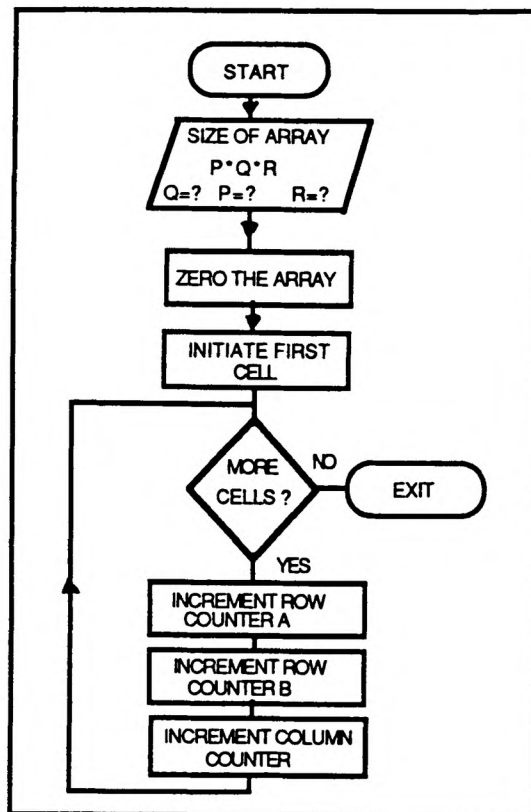 START
SIZE OF ARRAY
P*Q*R
Q=? P=? R=?
ZERO THE ARRAY
INITIATE FIRST
CELL
MORE
CELLS ?
NO
EXIT
YES
INCREMENT ROW
COUNTER A
INCREMENT ROW
COUNTER B
INCREMENT COLUMN
COUNTER